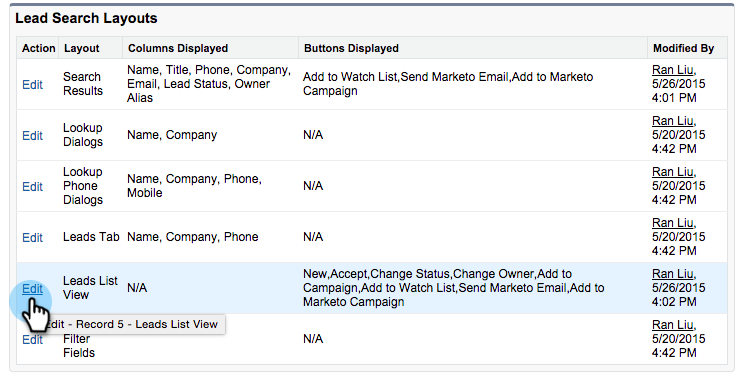 Lead Search Layouts
Action Layout Columns Displayed Buttons Displayed Modified By
Edit
Search
Results
Name, Title, Phone, Company,
Email, Lead Status, Owner
Alias
Add to Watch List,Send Marketo Email,Add to Marketo
Campaign
Ran Liu,
5/26/2015
4:01 PM
Edit
Lookup
Dialogs
Name, Company
N/A
Ran Liu,
5/20/2015
4:42 PM
Edit
Lookup
Phone
Dialogs
Name, Company, Phone,
Mobile
N/A
Ran Liu,
5/20/2015
4:42 PM
Edit
Leads Tab
Name, Company, Phone
N/A
Ran Liu,
5/20/2015
4:42 PM
Edit
Leads List
View
N/A
New,Accept,Change Status,Change Owner,Add to
Campaign,Add to Watch List,Send Marketo Email,Add to
Marketo Campaign
Ran Liu,
5/26/2015
4:02 PM
Edit - Record 5 - Leads List View
Edit
Filter
Fields
N/A
Ran Liu,
5/20/2015
4:42 PM